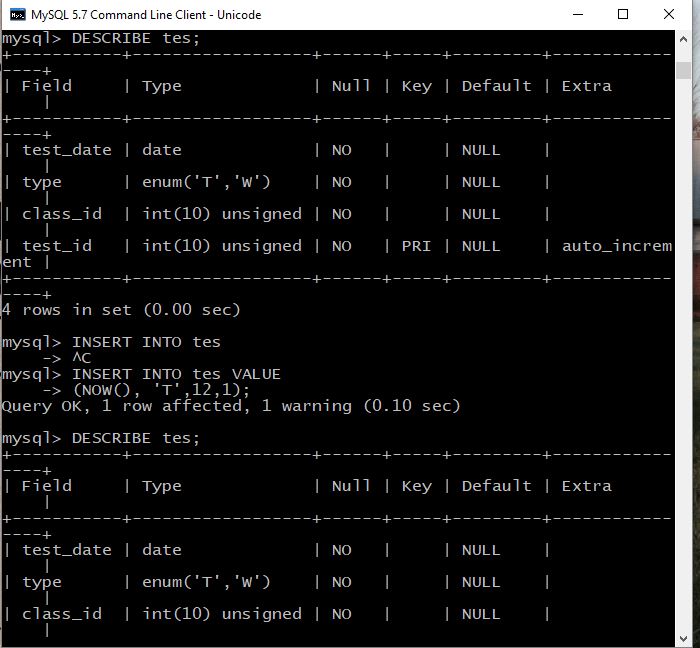 MySQL 5.7 Command Line Client - Unicode
mysql> DESCRIBE tes;
+-----------+------------------+------+-----+---------+------------
----+
| Field     | Type             | Null | Key | Default | Extra
    |
+-----------+------------------+------+-----+---------+------------
----+
| test_date | date             | NO   |     | NULL    |
    |
| type      | enum('T','W')    | NO   |     | NULL    |
    |
| class_id  | int(10) unsigned | NO   |     | NULL    |
    |
| test_id   | int(10) unsigned | NO   | PRI | NULL    | auto_increm
ent |
+-----------+------------------+------+-----+---------+------------
----+
4 rows in set (0.00 sec)
mysql> INSERT INTO tes
    -> ^C
mysql> INSERT INTO tes VALUE
    -> (NOW(), 'T',12,1);
Query OK, 1 row affected, 1 warning (0.10 sec)
mysql> DESCRIBE tes;
+-----------+------------------+------+-----+---------+------------
----+
| Field     | Type             | Null | Key | Default | Extra
    |
+-----------+------------------+------+-----+---------+------------
----+
| test_date | date             | NO   |     | NULL    |
    |
| type      | enum('T','W')    | NO   |     | NULL    |
    |
| class_id  | int(10) unsigned | NO   |     | NULL    |
    |